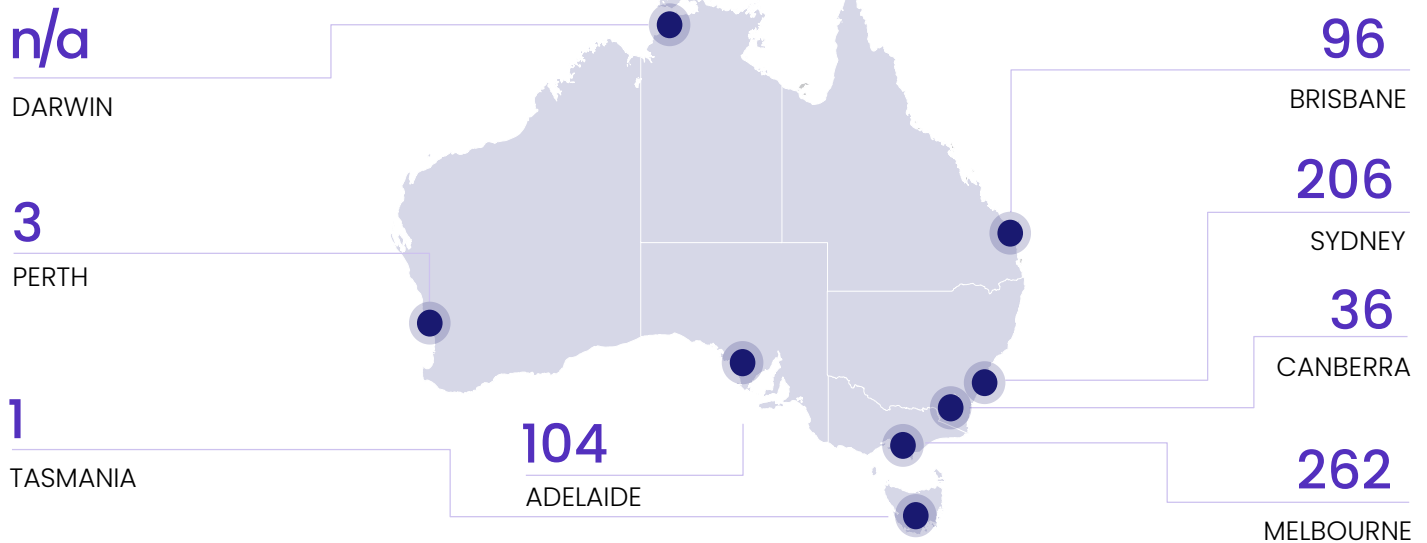 n/a
DARWIN
3
PERTH
1
TASMANIA
104
ADELAIDE
96
BRISBANE
206
SYDNEY
36
CANBERRA
262
MELBOURNE